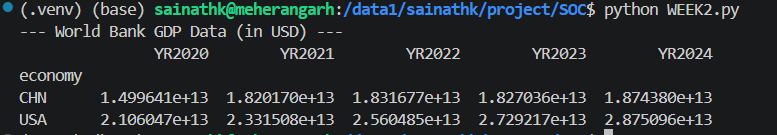 (.venv) (base) sainathk@meherangarh:/data1/sainathk/project/SOC$ python WEEK2.py
--- World Bank GDP Data (in USD) ---
YR2020 YR2021 YR2022 YR2023 YR2024
economy
CHN 1.499641e+13 1.820170e+13 1.831677e+13 1.827036e+13 1.874380e+13
USA 2.106047e+13 2.331508e+13 2.560485e+13 2.729217e+13 2.875096e+13